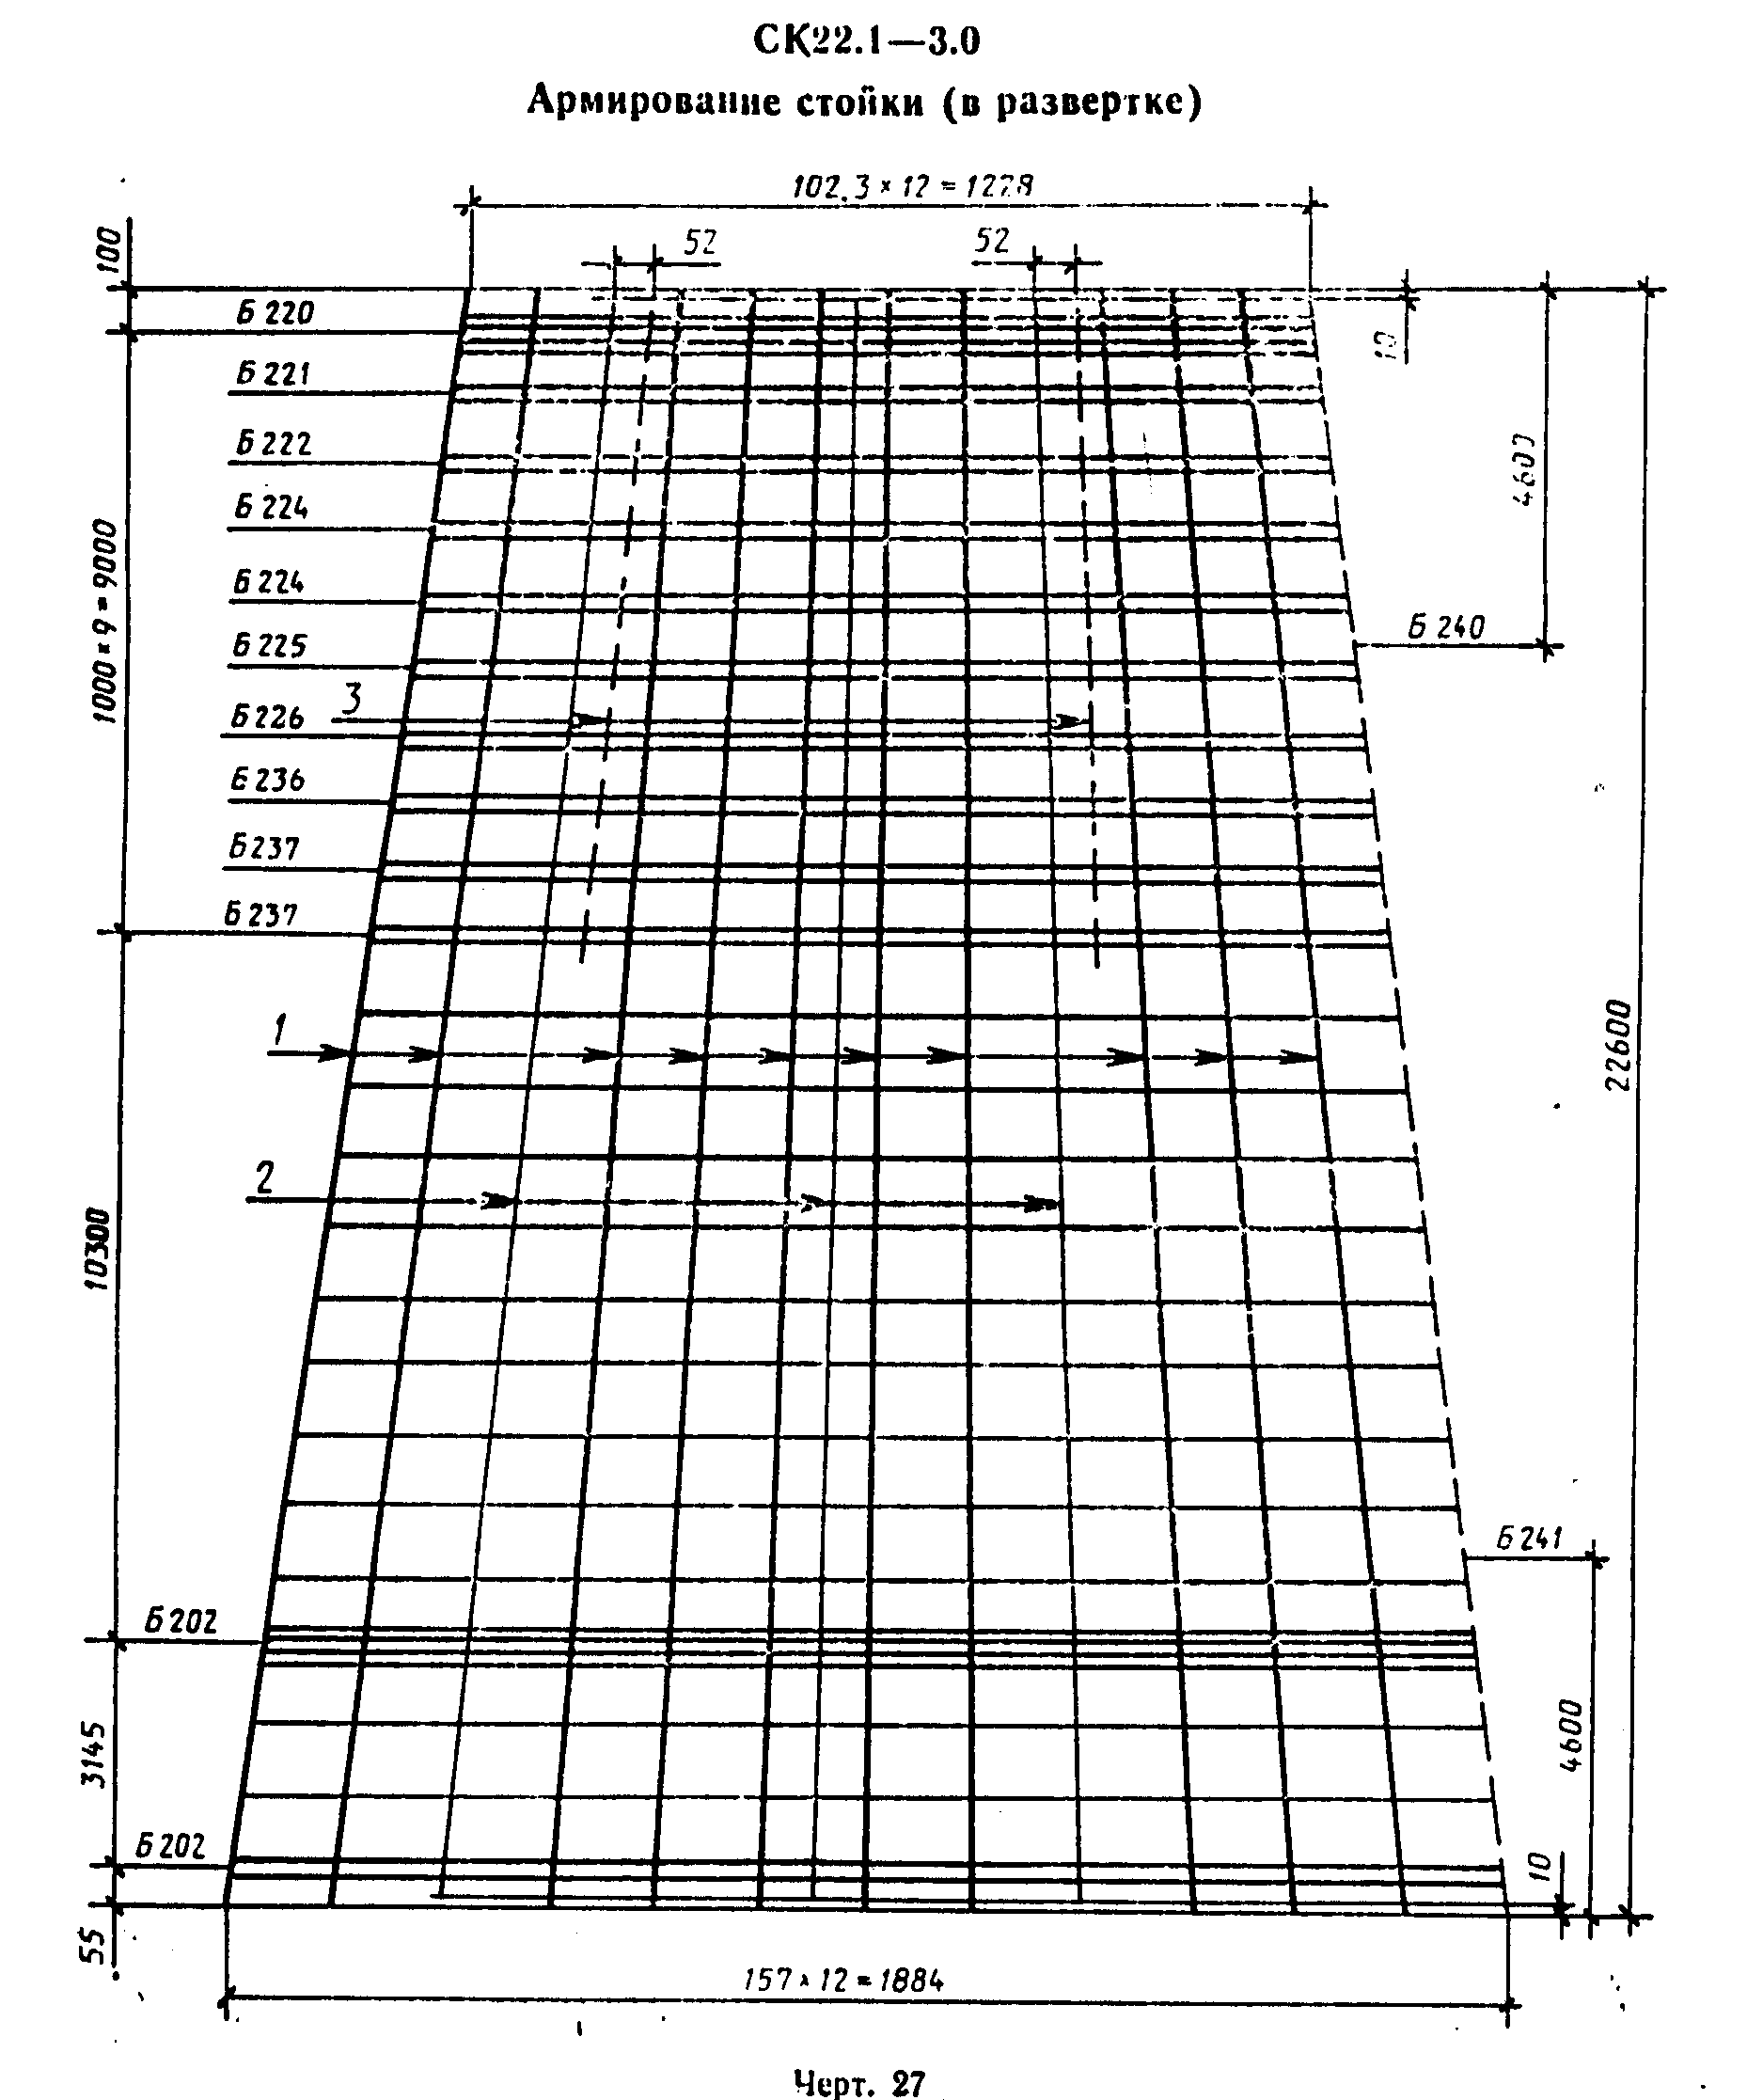 СК22.1—3.0
Армирование стойки (в развертке)
102.3 × 12 = 1228
52
52
100
Б 220
10
Б 221
Б 222
4600
Б 224
1000 × 9 = 9000
Б 224
Б 240
Б 225
3
Б 226
Б 236
Б 237
Б 237
1
22600
2
10300
Б 241
Б 202
3145
4600
Б 202
10
55
157 × 12 = 1884
Черт. 27